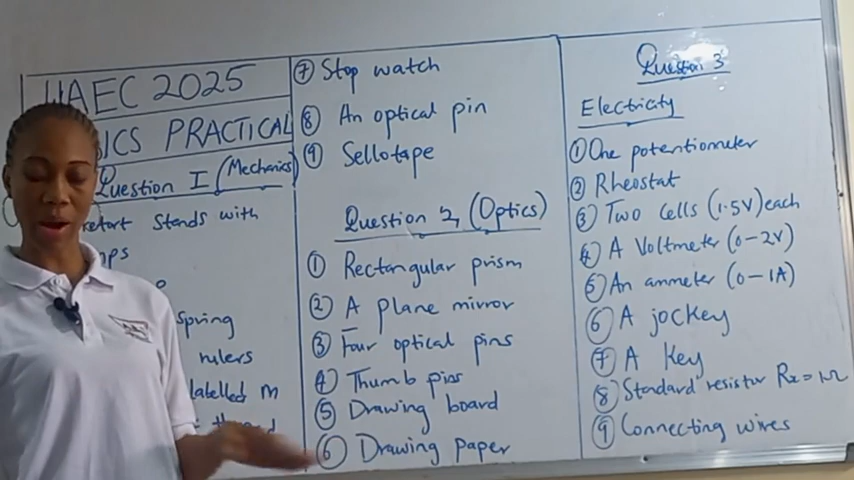 WAEC 2025
ICS PRACTICAL
Question I (Mechanics)
retort stands with
mps
spring
rulers
labelled m
thread
⑦ Stop watch
⑧ An optical pin
⑨ Sellotape
Question 2, (Optics)
① Rectangular prism
② A plane mirror
③ Four optical pins
④ Thumb pins
⑤ Drawing board
⑥ Drawing paper
Question 3
Electricity
① One potentiometer
② Rheostat
③ Two Cells (1.5V) each
④ A Voltmeter (0-2V)
⑤ An ammeter (0-1A)
⑥ A jockey
⑦ A Key
⑧ Standard resistor Rx = 1Ω
⑨ Connecting wires